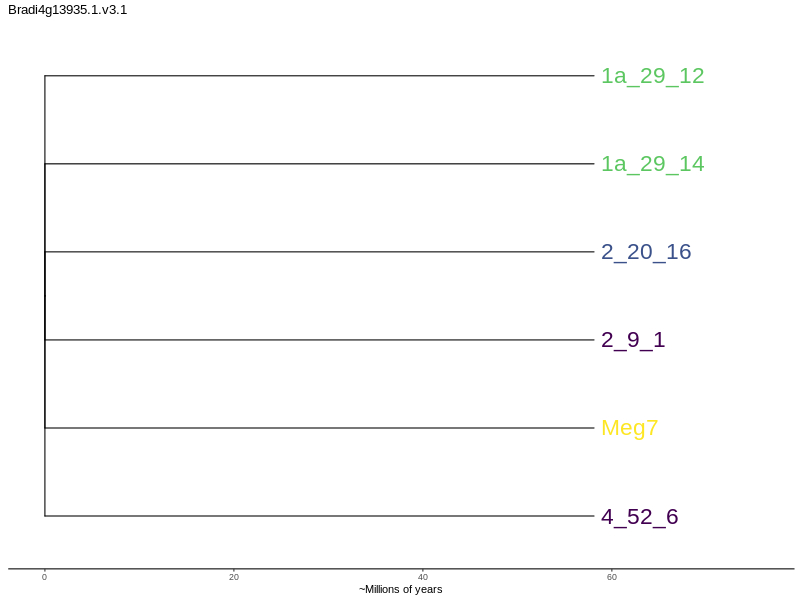 Bradi4g13935.1.v3.1
1a_29_12
1a_29_14
2_20_16
2_9_1
Meg7
4_52_6
0 20 40 60
~Millions of years